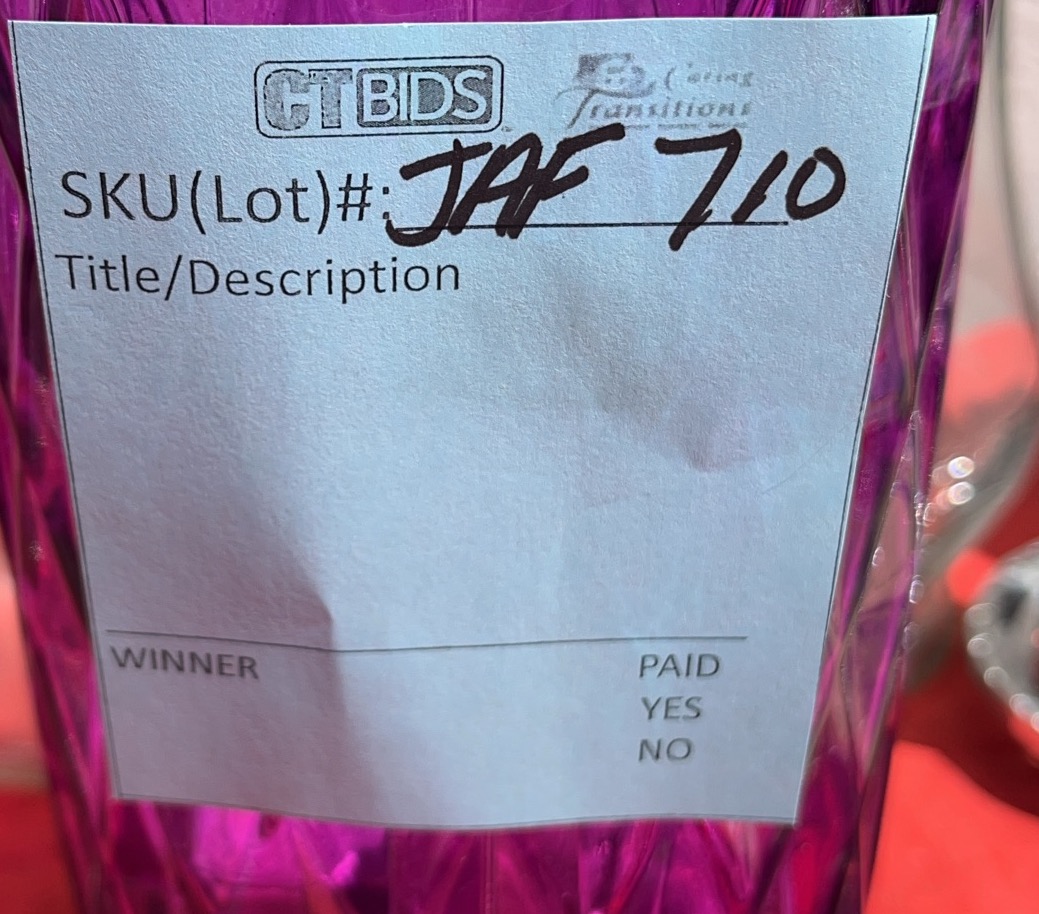 CTBIDS
Caring
Transitions
SKU(Lot)#: JAF 710
Title/Description
WINNER PAID
YES
NO